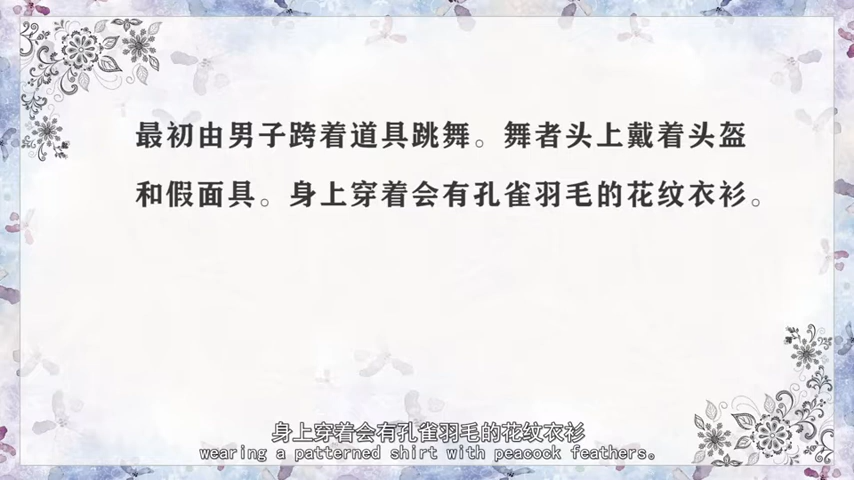 最初由男子跨着道具跳舞。舞者头上戴着头盔
和假面具。身上穿着会有孔雀羽毛的花纹衣衫。
身上穿着会有孔雀羽毛的花纹衣衫
wearing a patterned shirt with peacock feathers。